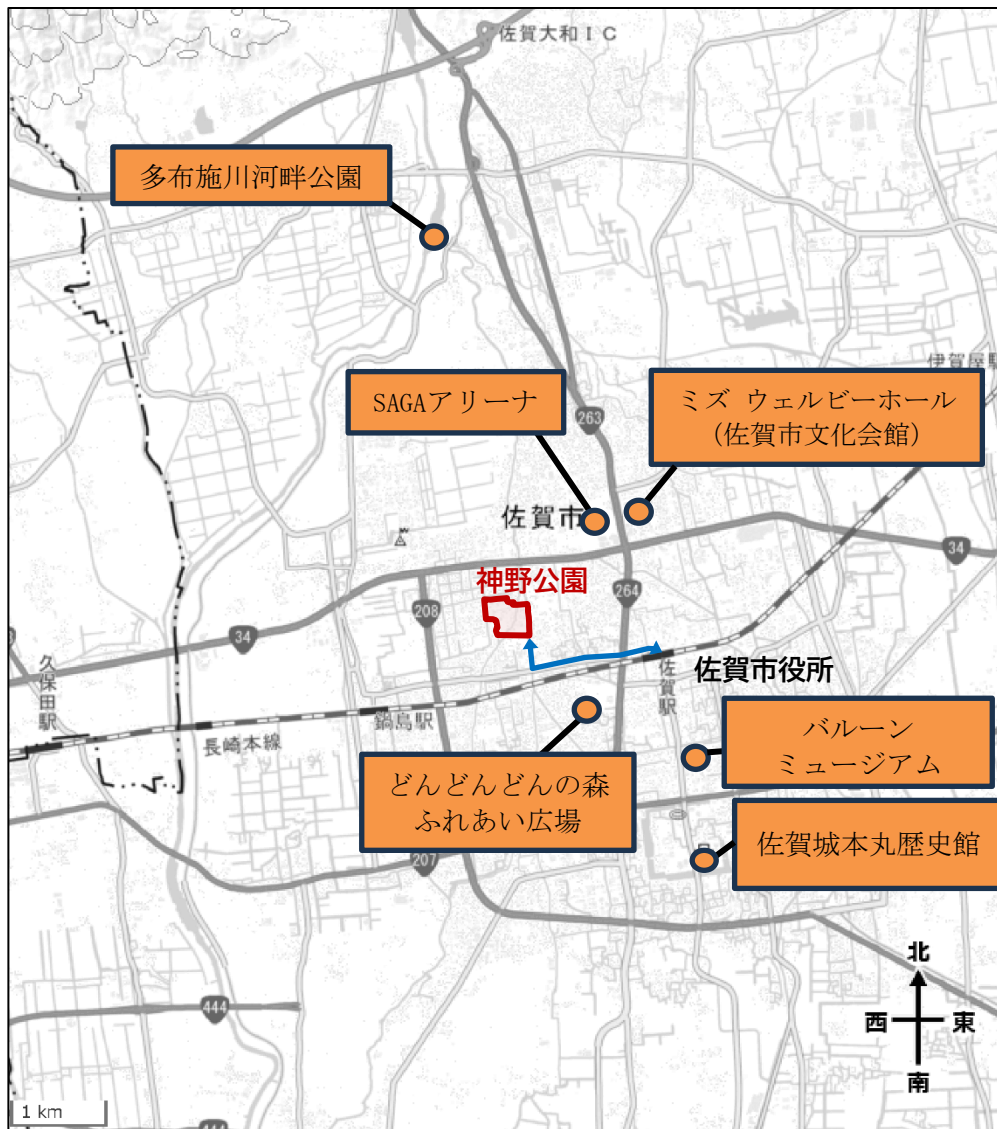 佐賀大和IC
多布施川河畔公園
伊賀屋駅
SAGAアリーナ
ミズ ウェルビーホール
(佐賀市文化会館)
263
佐賀市
34
神野公園
208
264
34
久保田駅
佐賀駅
佐賀市役所
鍋島駅
長崎本線
バルーン
ミュージアム
どんどんどんの森
ふれあい広場
佐賀城本丸歴史館
207
北
西
東
南
444
1 km